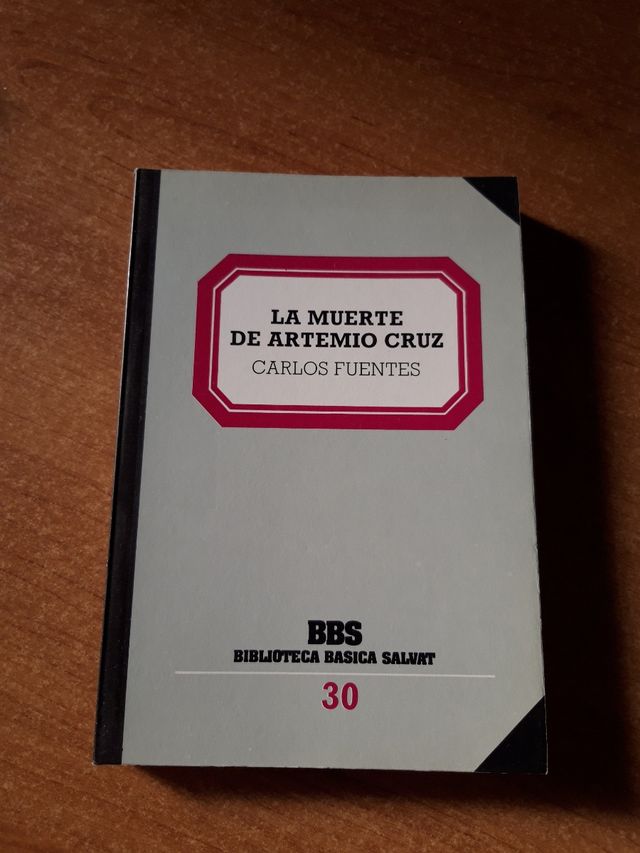 LA MUERTE
DE ARTEMIO CRUZ
CARLOS FUENTES
BBS
BIBLIOTECA BASICA SALVAT
30